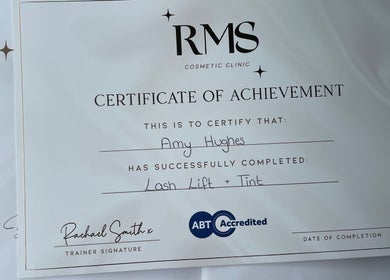 RMS
COSMETIC CLINIC
CERTIFICATE OF ACHIEVEMENT
THIS IS TO CERTIFY THAT:
Amy Hughes
HAS SUCCESSFULLY COMPLETED:
Lash Lift + Tint
Rachael Smith x
TRAINER SIGNATURE
ABT Accredited
DATE OF COMPLETION